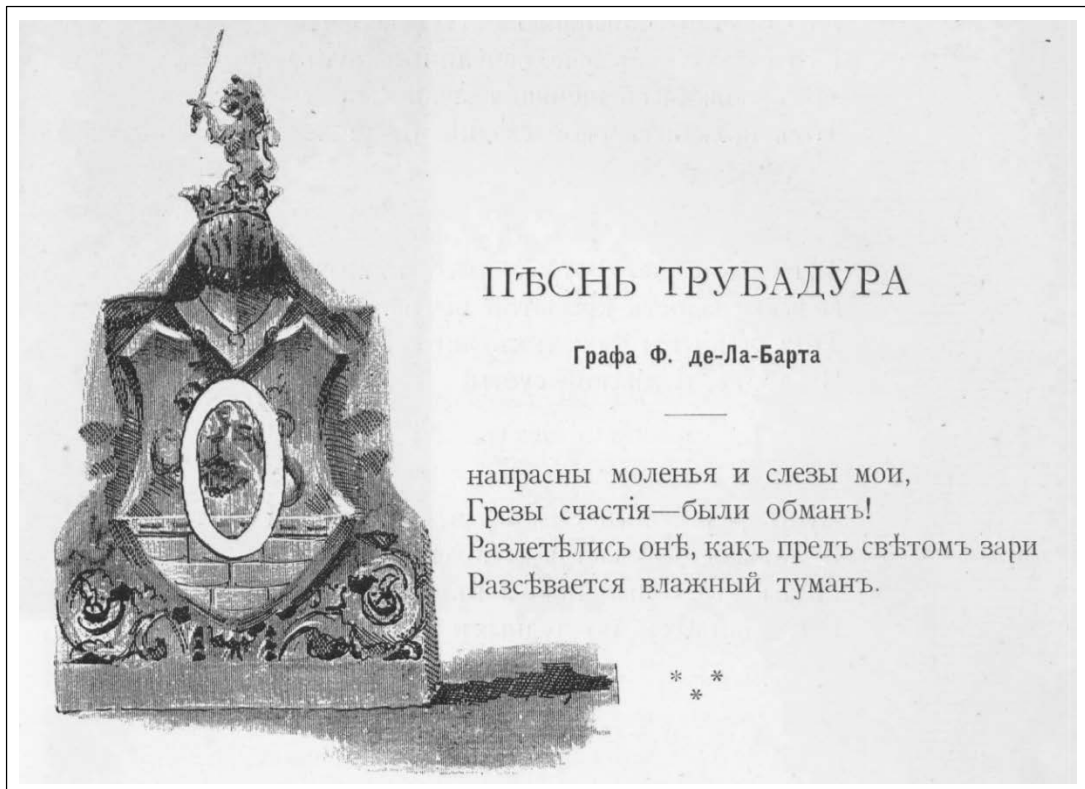 ПѢСНЬ ТРУБАДУРА
Графа Ф. де-Ла-Барта
О напрасны моленья и слезы мои,
Грезы счастія—были обманъ!
Разлетѣлись онѣ, какъ предъ свѣтомъ зари
Разсѣвается влажный туманъ.
* * *